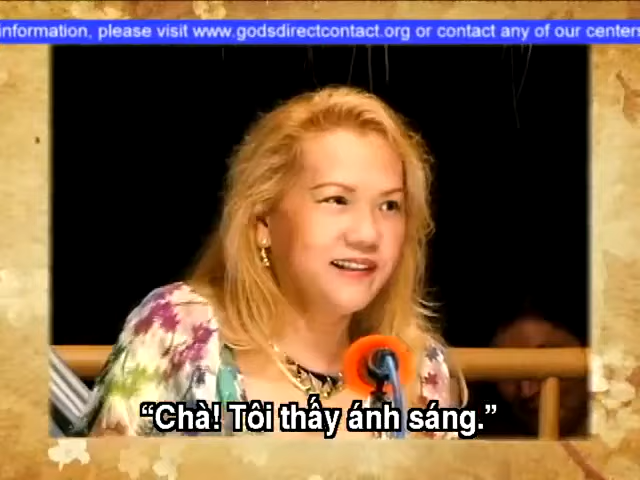 information, please visit www.godsdirectcontact.org or contact any of our centers
“Chà! Tôi thấy ánh sáng.”